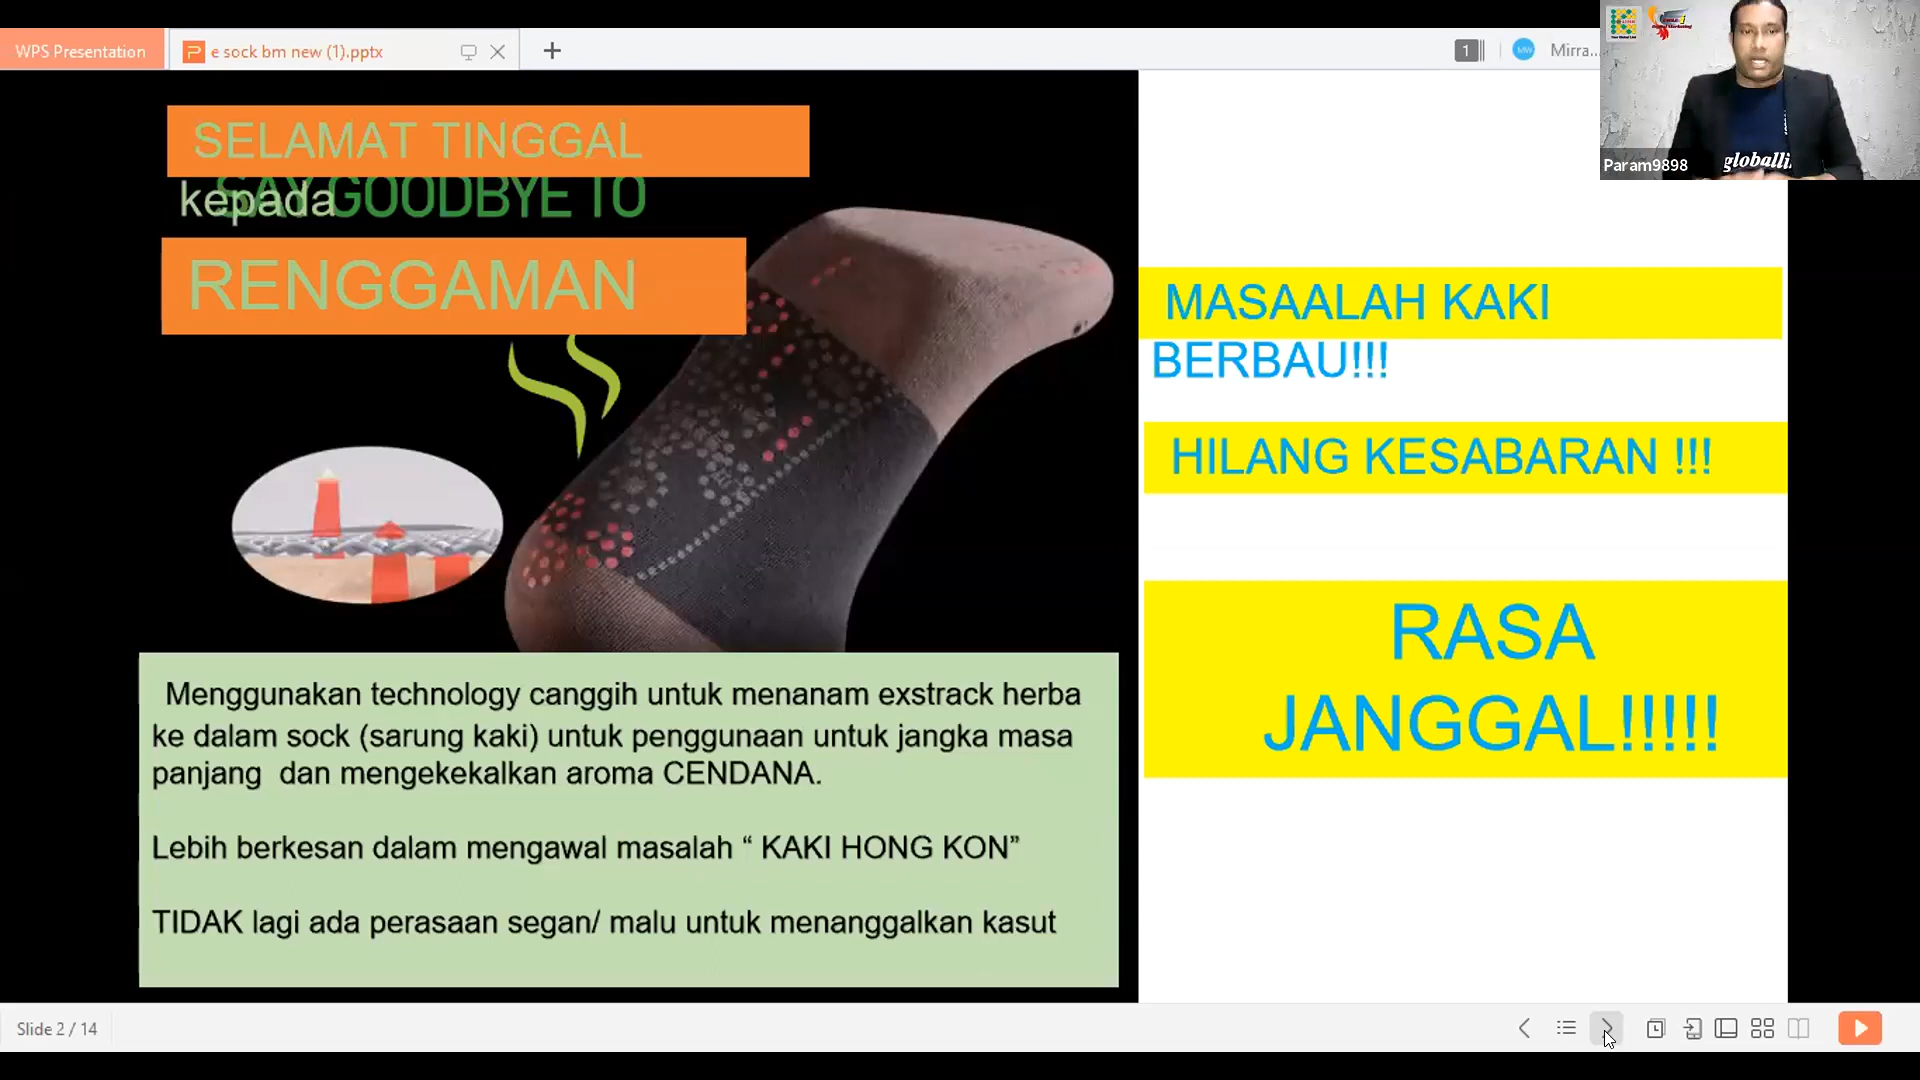 WPS Presentation
e sock bm new (1).pptx
1
MW
Mirra...
SELAMAT TINGGAL
kepada
SAY GOODBYE TO
RENGGAMAN
MASAALAH KAKI
BERBAU!!!
HILANG KESABARAN !!!
RASA
JANGGAL!!!!!
Menggunakan technology canggih untuk menanam exstrack herba
ke dalam sock (sarung kaki) untuk penggunaan untuk jangka masa
panjang dan mengekekalkan aroma CENDANA.
Lebih berkesan dalam mengawal masalah “ KAKI HONG KON”
TIDAK lagi ada perasaan segan/ malu untuk menanggalkan kasut
Param9898
globalli
Slide 2 / 14